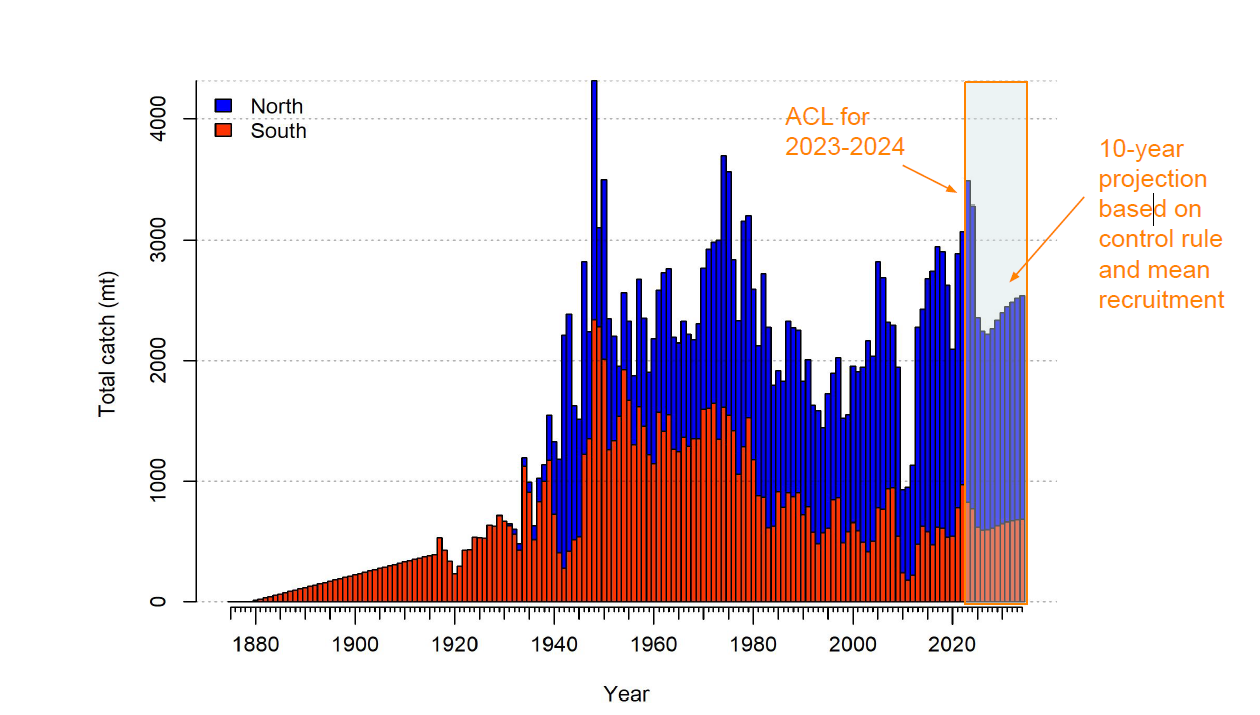 North
South
ACL for
2023-2024
10-year
projection
based on
control rule
and mean
recruitment
Total catch (mt)
4000
3000
2000
1000
0
1880 1900 1920 1940 1960 1980 2000 2020
Year